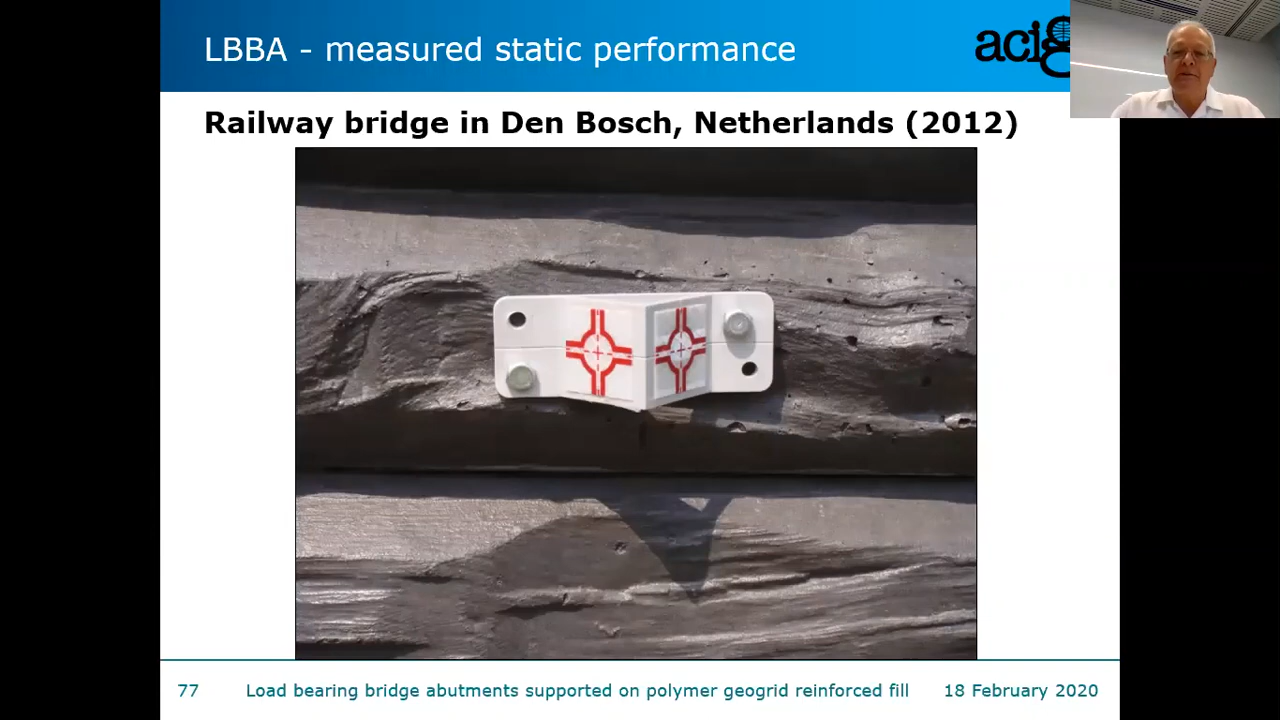 LBBA - measured static performance
acig
Railway bridge in Den Bosch, Netherlands (2012)
77 Load bearing bridge abutments supported on polymer geogrid reinforced fill 18 February 2020